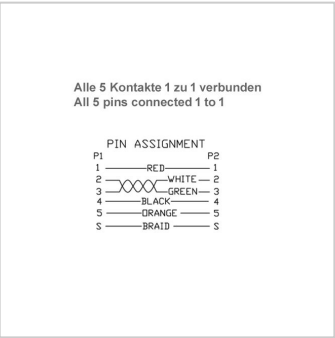 Alle 5 Kontakte 1 zu 1 verbunden
All 5 pins connected 1 to 1
PIN ASSIGNMENT
P1 P2
1 RED 1
2 WHITE 2
3 GREEN 3
4 BLACK 4
5 ORANGE 5
S BRAID S